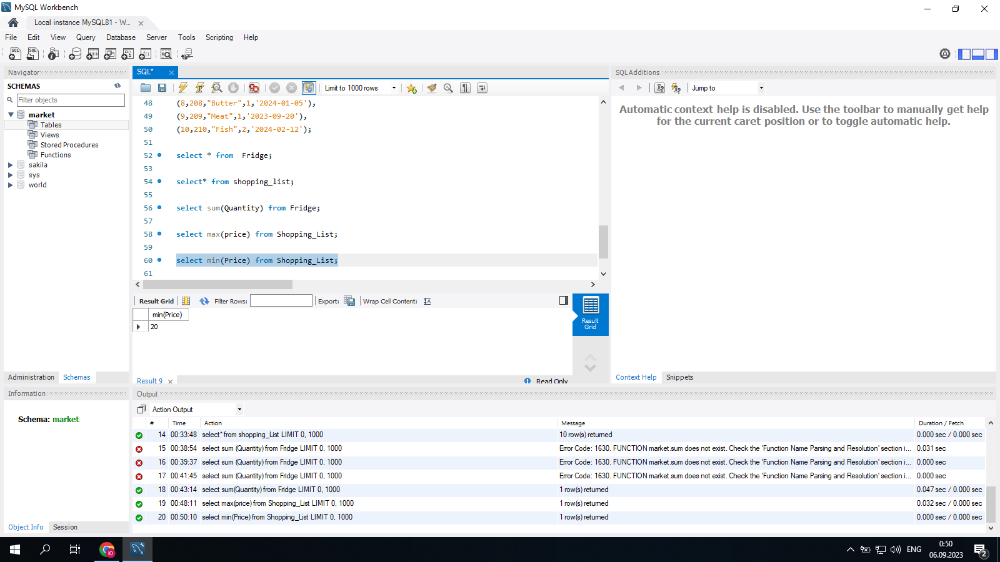 MySQL Workbench
Local instance MySQL81 - W...
File Edit View Query Database Server Tools Scripting Help
Navigator
SCHEMAS
Filter objects
market
Tables
Views
Stored Procedures
Functions
sakila
sys
world
Administration Schemas
Information
Schema: market
Object Info Session
SQL*
Limit to 1000 rows
48 (8,208,"Butter",1,'2024-01-05'),
49 (9,209,"Meat",1,'2023-09-20'),
50 (10,210,"Fish",2,'2024-02-12');
51
52 select * from  Fridge;
53
54 select* from shopping_list;
55
56 select sum(Quantity) from Fridge;
57
58 select max(price) from Shopping_List;
59
60 select min(Price) from Shopping_List;
61
Result Grid Filter Rows: Export: Wrap Cell Content:
min(Price)
20
Result
Grid
Result 9 Read Only
SQLAdditions
Jump to
Automatic context help is disabled. Use the toolbar to manually get help
for the current caret position or to toggle automatic help.
Context Help Snippets
Output
Action Output
# Time Action Message Duration / Fetch
14 00:33:48 select* from shopping_List LIMIT 0, 1000 10 row(s) returned 0.000 sec / 0.000 sec
15 00:38:54 select sum (Quantity) from Fridge LIMIT 0, 1000 Error Code: 1630. FUNCTION market.sum does not exist. Check the 'Function Name Parsing and Resolution' section i... 0.031 sec
16 00:39:37 select sum (Quantity) from Fridge LIMIT 0, 1000 Error Code: 1630. FUNCTION market.sum does not exist. Check the 'Function Name Parsing and Resolution' section i... 0.000 sec
17 00:41:45 select sum (Quantity) from Fridge LIMIT 0, 1000 Error Code: 1630. FUNCTION market.sum does not exist. Check the 'Function Name Parsing and Resolution' section i... 0.000 sec
18 00:43:14 select sum(Quantity) from Fridge LIMIT 0, 1000 1 row(s) returned 0.047 sec / 0.000 sec
19 00:48:11 select max(price) from Shopping_List LIMIT 0, 1000 1 row(s) returned 0.032 sec / 0.000 sec
20 00:50:10 select min(Price) from Shopping_List LIMIT 0, 1000 1 row(s) returned 0.000 sec / 0.000 sec
ENG
0:50
06.09.2023
2